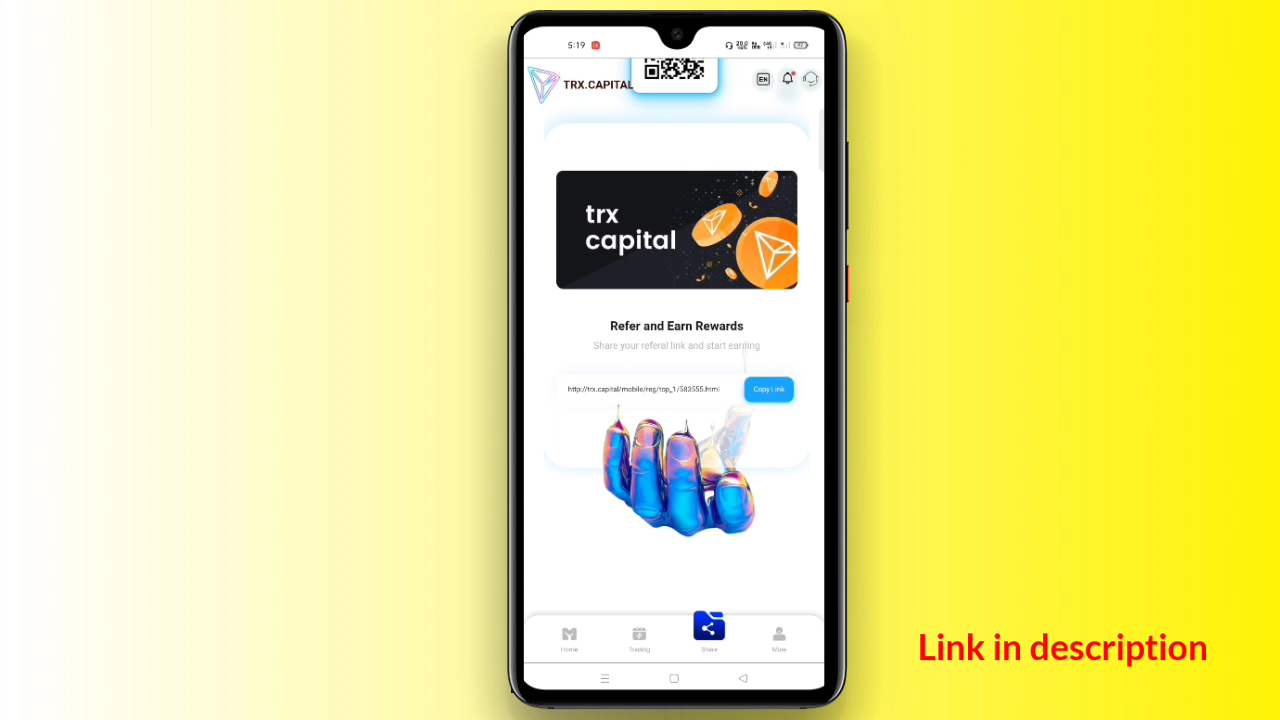 5:19
TRX.CAPITAL
EN
trx
capital
Refer and Earn Rewards
Share your referal link and start earning
http://trx.capital/mobile/reg/top_1/583555.html
Copy Link
Home
Trading
Share
Mine
Link in description